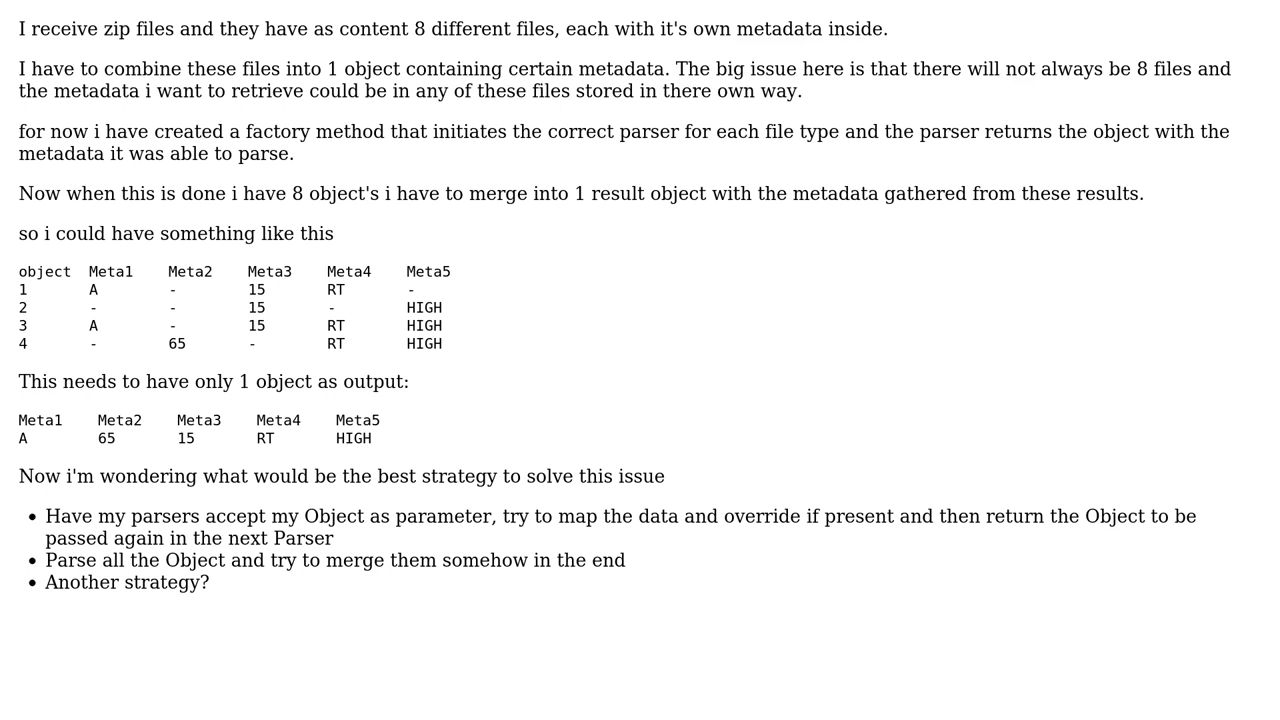 I receive zip files and they have as content 8 different files, each with it's own metadata inside.
I have to combine these files into 1 object containing certain metadata. The big issue here is that there will not always be 8 files and
the metadata i want to retrieve could be in any of these files stored in there own way.
for now i have created a factory method that initiates the correct parser for each file type and the parser returns the object with the
metadata it was able to parse.
Now when this is done i have 8 object's i have to merge into 1 result object with the metadata gathered from these results.
so i could have something like this
object  Meta1    Meta2    Meta3    Meta4    Meta5
1       A        -        15       RT       -
2       -        -        15       -        HIGH
3       A        -        15       RT       HIGH
4       -        65       -        RT       HIGH
This needs to have only 1 object as output:
Meta1    Meta2    Meta3    Meta4    Meta5
A        65       15       RT       HIGH
Now i'm wondering what would be the best strategy to solve this issue
• Have my parsers accept my Object as parameter, try to map the data and override if present and then return the Object to be
passed again in the next Parser
• Parse all the Object and try to merge them somehow in the end
• Another strategy?